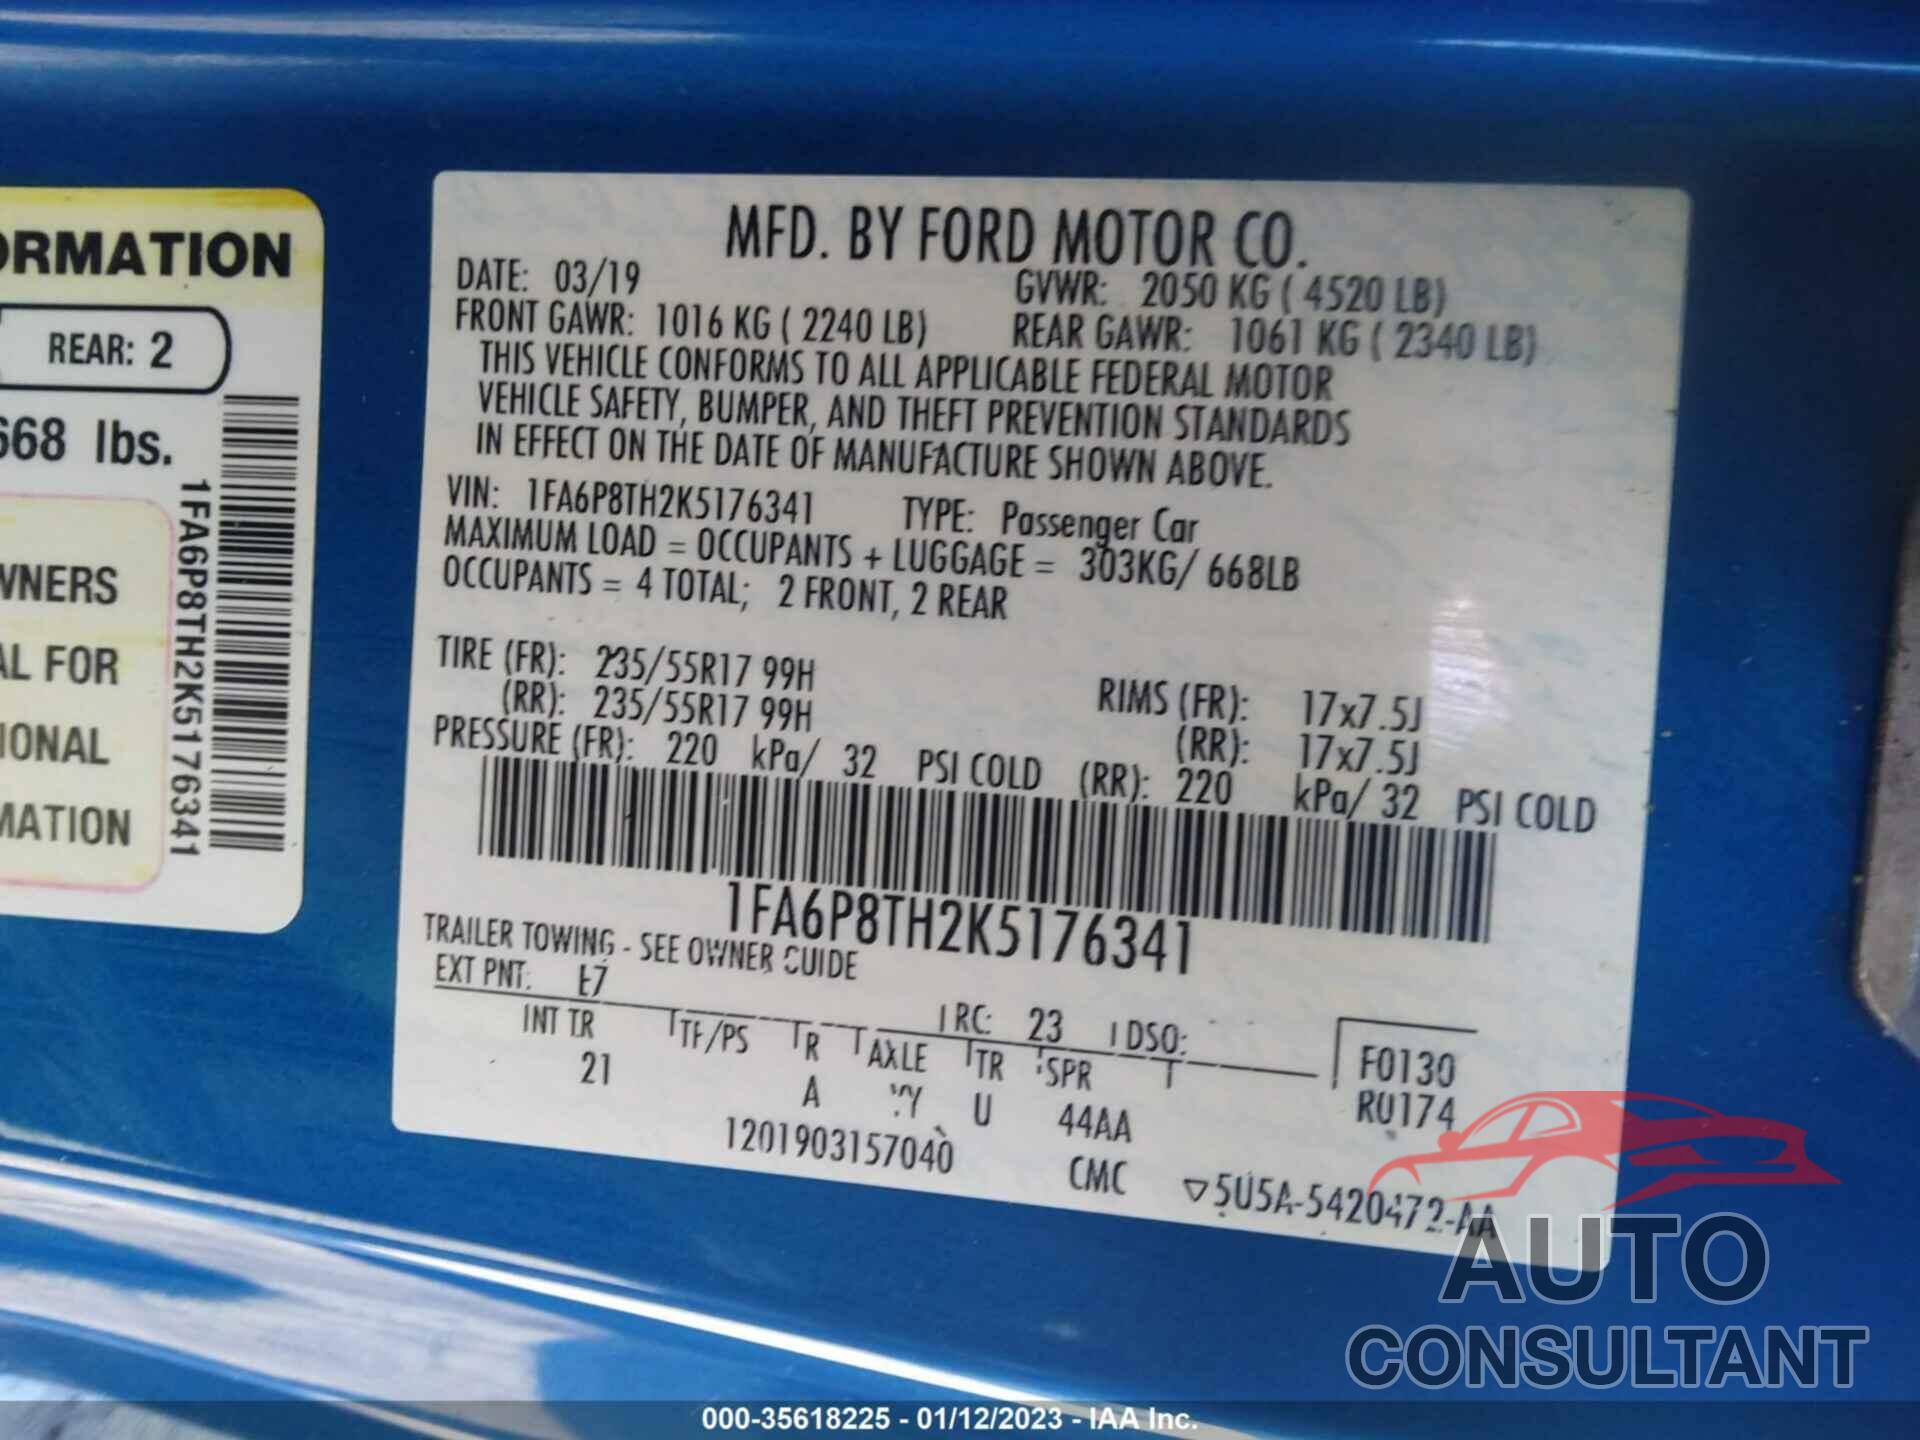 ORMATION
REAR: 2
668 lbs.
1FA6P8TH2K5176341
WNERS
AL FOR
IONAL
MATION
MFD. BY FORD MOTOR CO.
DATE: 03/19 GVWR: 2050 KG ( 4520 LB)
FRONT GAWR: 1016 KG ( 2240 LB) REAR GAWR: 1061 KG ( 2340 LB)
THIS VEHICLE CONFORMS TO ALL APPLICABLE FEDERAL MOTOR
VEHICLE SAFETY, BUMPER, AND THEFT PREVENTION STANDARDS
IN EFFECT ON THE DATE OF MANUFACTURE SHOWN ABOVE.
VIN: 1FA6P8TH2K5176341 TYPE: Passenger Car
MAXIMUM LOAD = OCCUPANTS + LUGGAGE = 303KG/ 668LB
OCCUPANTS = 4 TOTAL; 2 FRONT, 2 REAR
TIRE (FR): 235/55R17 99H RIMS (FR): 17x7.5J
(RR): 235/55R17 99H (RR): 17x7.5J
PRESSURE (FR): 220 kPa/ 32 PSI COLD (RR): 220 kPa/ 32 PSI COLD
1FA6P8TH2K5176341
TRAILER TOWING - SEE OWNER GUIDE
EXT PNT: RC: 23 DSO:
INT TR TF/PS R AXLE TR SPR F0130
21 A U 44AA R0174
1201903157040 CMC 5U5A-5420472-AA
AUTO
CONSULTANT
000-35618225 - 01/12/2023 - IAA Inc.